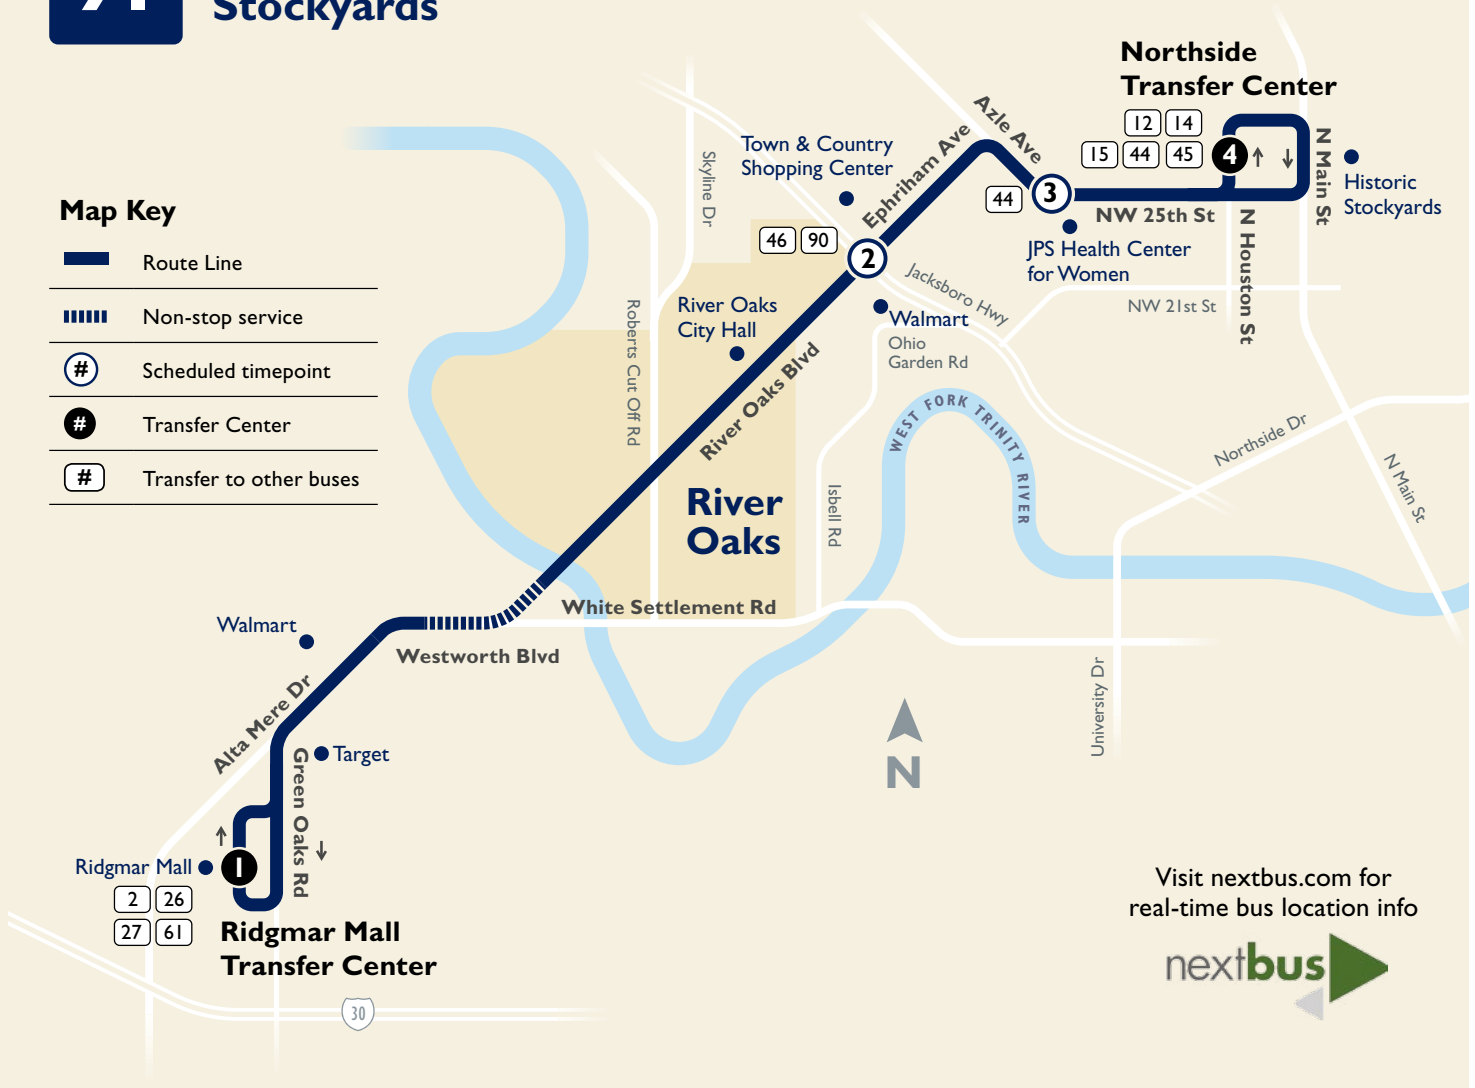 Stockyards
Northside
Transfer Center
12 14
15 44 45
4
N Main St
Historic
Stockyards
Azle Ave
Ephriham Ave
Town & Country
Shopping Center
Skyline Dr
44
3
NW 25th St
N Houston St
JPS Health Center
for Women
46 90
2
Jacksboro Hwy
NW 21st St
Map Key
Route Line
Non-stop service
# Scheduled timepoint
# Transfer Center
# Transfer to other buses
River Oaks
City Hall
Roberts Cut Off Rd
Walmart
Ohio
Garden Rd
River Oaks Blvd
WEST FORK TRINITY RIVER
Northside Dr
N Main St
River
Oaks
Isbell Rd
White Settlement Rd
Walmart
Westworth Blvd
University Dr
Alta Mere Dr
Target
Green Oaks Rd
N
Ridgmar Mall
1
2 26
27 61
Ridgmar Mall
Transfer Center
30
Visit nextbus.com for
real-time bus location info
nextbus